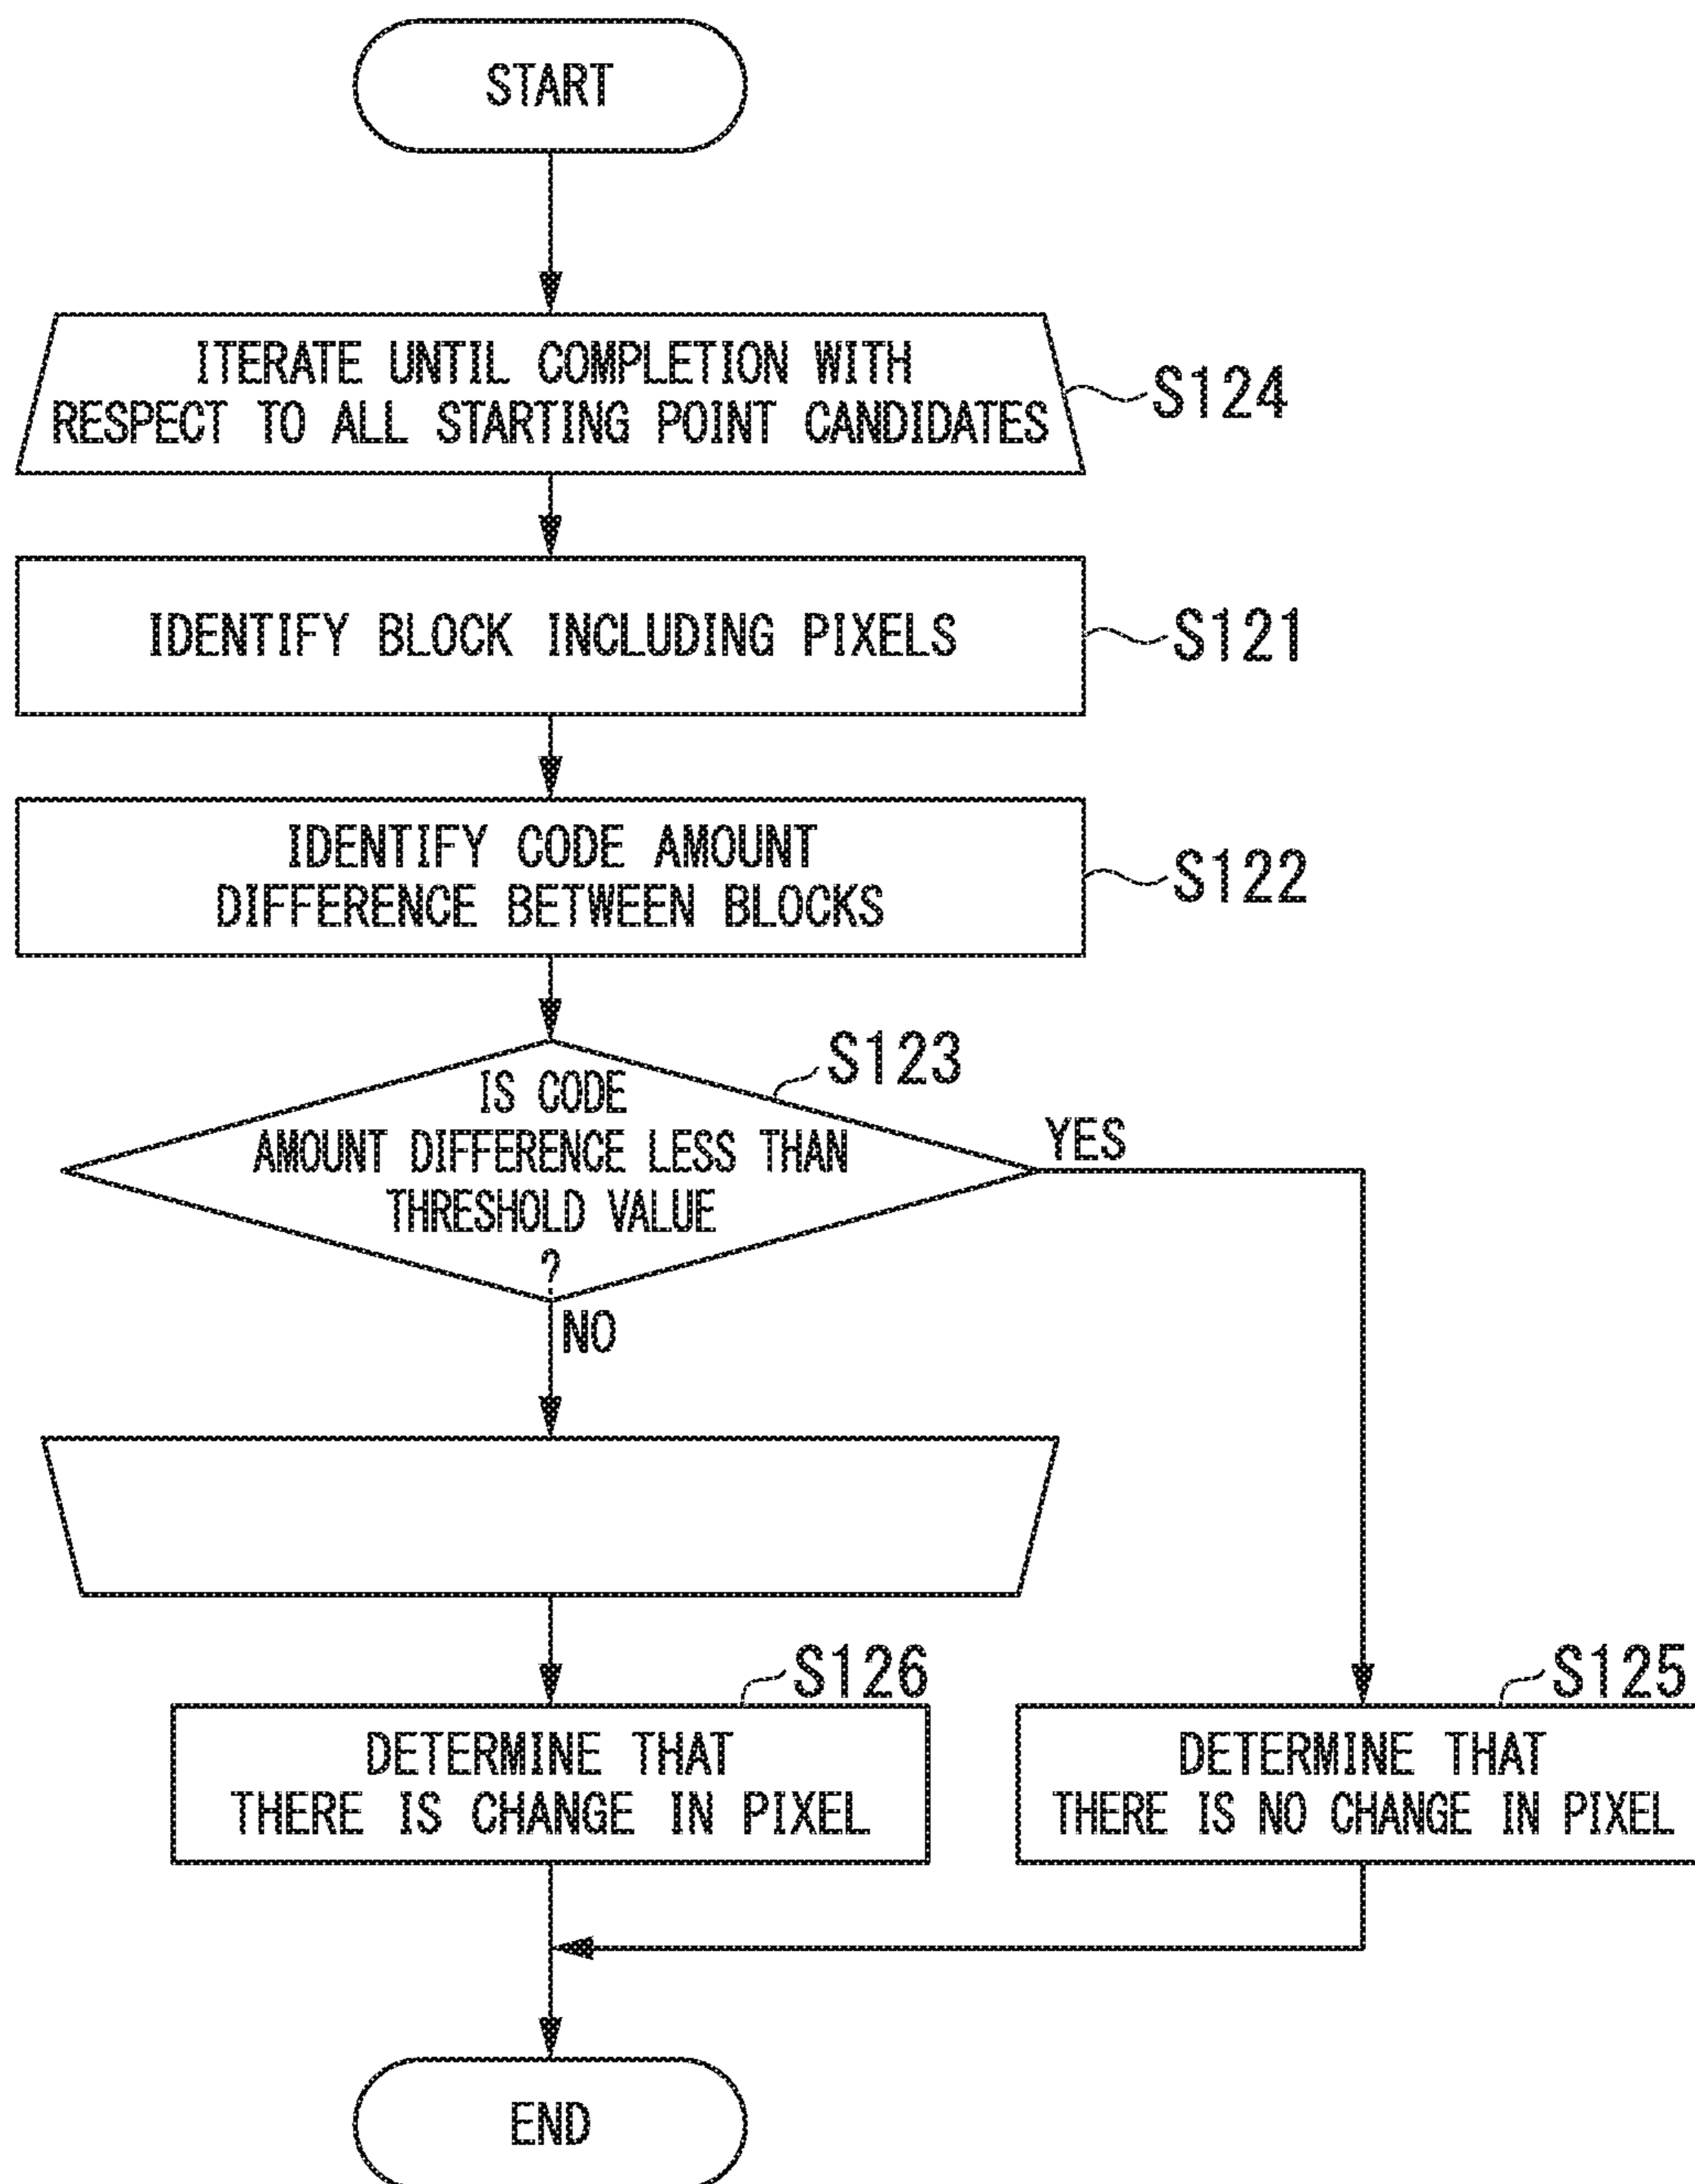 START
ITERATE UNTIL COMPLETION WITH
RESPECT TO ALL STARTING POINT CANDIDATES
S124
IDENTIFY BLOCK INCLUDING PIXELS
S121
IDENTIFY CODE AMOUNT
DIFFERENCE BETWEEN BLOCKS
S122
S123
IS CODE
AMOUNT DIFFERENCE LESS THAN
THRESHOLD VALUE
?
YES
NO
S126
DETERMINE THAT
THERE IS CHANGE IN PIXEL
S125
DETERMINE THAT
THERE IS NO CHANGE IN PIXEL
END